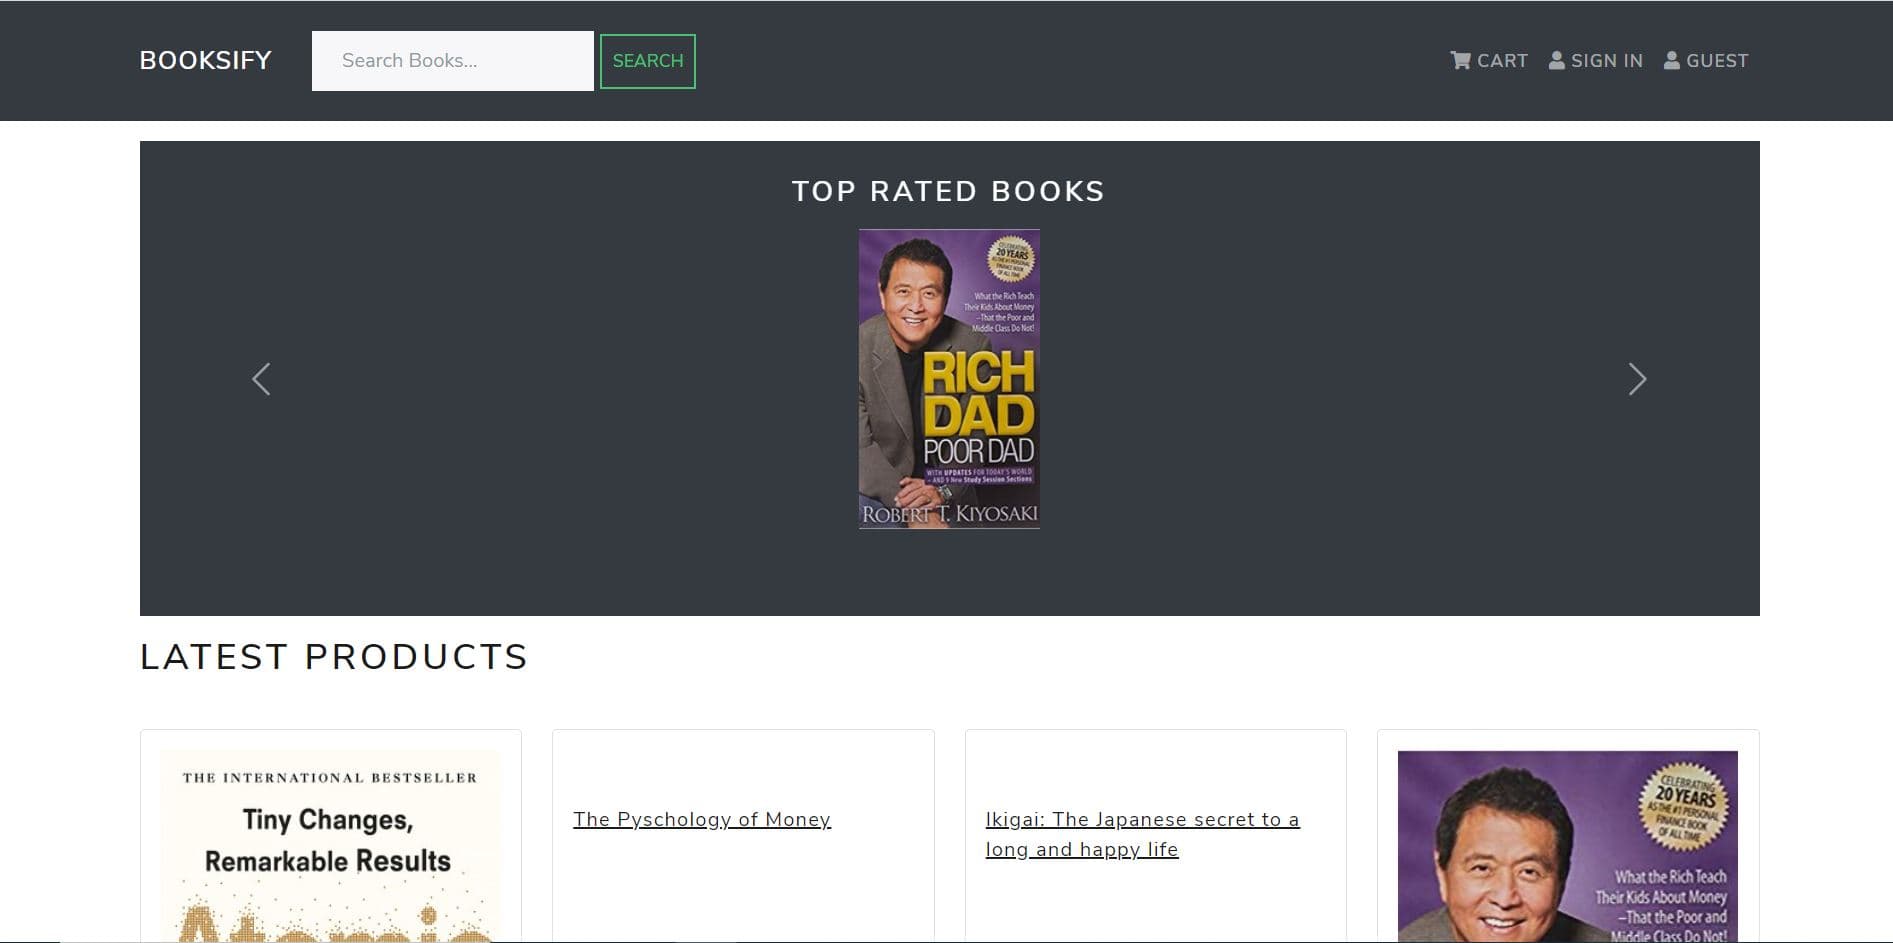 BOOKSIFY
Search Books...
SEARCH
CART
SIGN IN
GUEST
TOP RATED BOOKS
CELEBRATING
20 YEARS
AS THE #1 PERSONAL
FINANCE BOOK
OF ALL TIME
What the Rich Teach
Their Kids About Money
–That the Poor and
Middle Class Do Not!
RICH
DAD
POOR DAD
WITH UPDATES FOR TODAY'S WORLD
– AND 9 New Study Session Sections
ROBERT T. KIYOSAKI
LATEST PRODUCTS
THE INTERNATIONAL BESTSELLER
Tiny Changes,
Remarkable Results
Atomic
The Pyschology of Money
Ikigai: The Japanese secret to a
long and happy life
CELEBRATING
20 YEARS
AS THE #1 PERSONAL
FINANCE BOOK
OF ALL TIME
What the Rich Teach
Their Kids About Money
–That the Poor and
Middle Class Do Not!